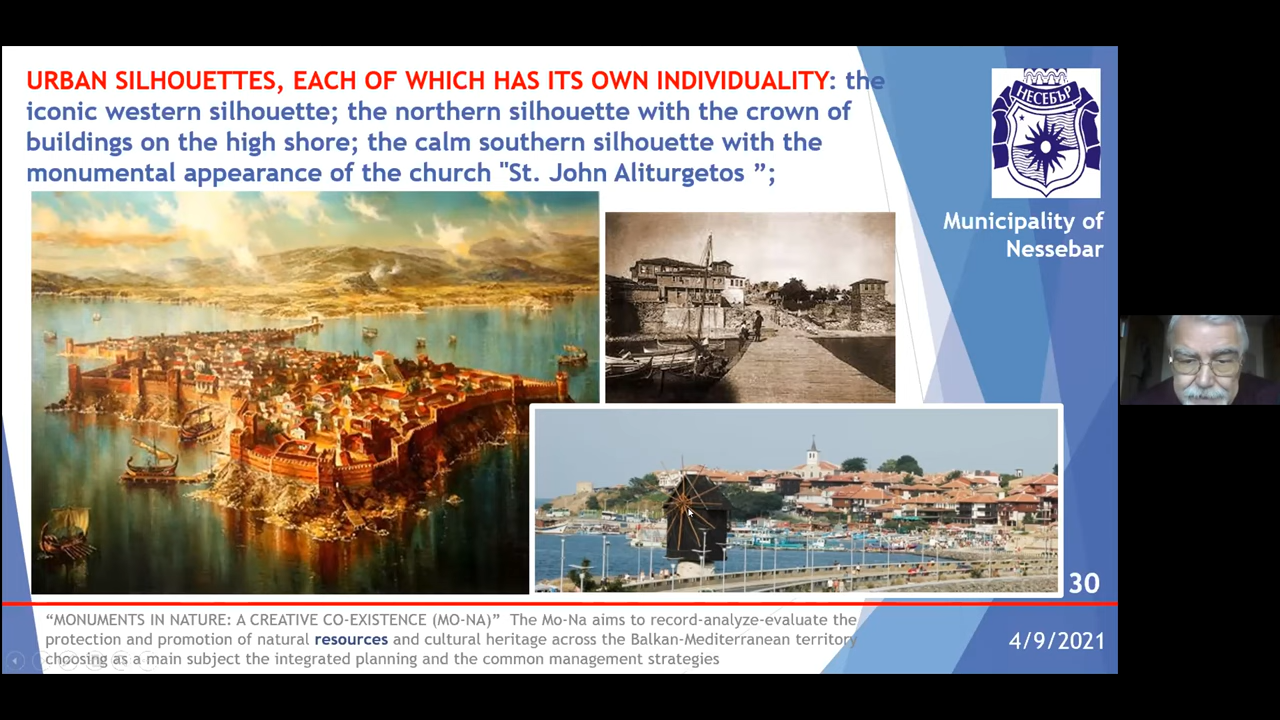 URBAN SILHOUETTES, EACH OF WHICH HAS ITS OWN INDIVIDUALITY: the
iconic western silhouette; the northern silhouette with the crown of
buildings on the high shore; the calm southern silhouette with the
monumental appearance of the church "St. John Aliturgetos ”;
НЕСЕБЪР
Municipality of
Nessebar
30
“MONUMENTS IN NATURE: A CREATIVE CO-EXISTENCE (MO-NA)” The Mo-Na aims to record-analyze-evaluate the
protection and promotion of natural resources and cultural heritage across the Balkan-Mediterranean territory
choosing as a main subject the integrated planning and the common management strategies
4/9/2021